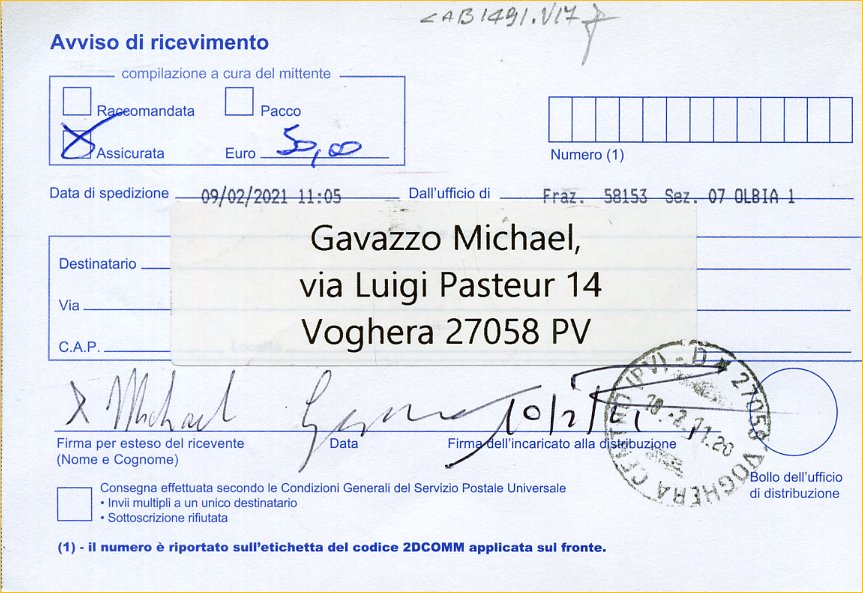 CAB1491.V17
Avviso di ricevimento
compilazione a cura del mittente
Raccomandata
Pacco
Assicurata
Euro 50,00
Numero (1)
Data di spedizione 09/02/2021 11:05 Dall'ufficio di Fraz. 58153 Sez. 07 OLBIA 1
Gavazzo Michael,
via Luigi Pasteur 14
Voghera 27058 PV
Destinatario
Via
C.A.P.
Michael 10/2/21
Firma per esteso del ricevente
(Nome e Cognome)
Data
Firma dell'incaricato alla distribuzione
27058 VOGHERA CENTRO (PV) - D
Bollo dell'ufficio
di distribuzione
Consegna effettuata secondo le Condizioni Generali del Servizio Postale Universale
• Invii multipli a un unico destinatario
• Sottoscrizione rifiutata
(1) - il numero è riportato sull'etichetta del codice 2DCOMM applicata sul fronte.